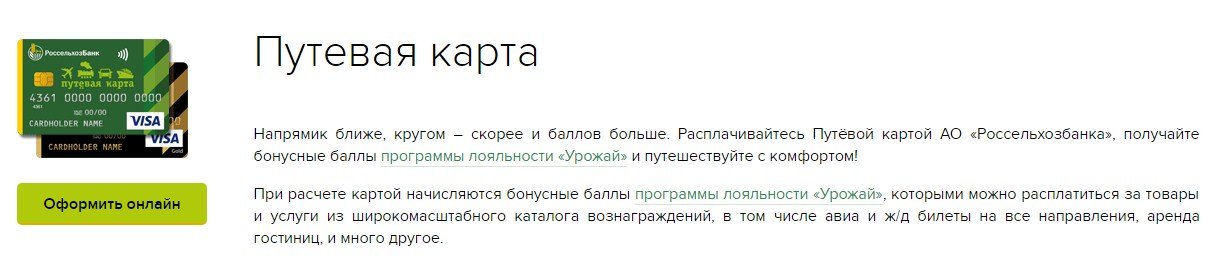 Путевая карта
РоссельхозБанк
путевая карта
4361 0000 0000 0000
4361
00/00
CARDHOLDER NAME
VISA
00/00
CARDHOLDER NAME
VISA
Gold
Оформить онлайн
Напрямик ближе, кругом – скорее и баллов больше. Расплачивайтесь Путёвой картой АО «Россельхозбанка», получайте
бонусные баллы программы лояльности «Урожай» и путешествуйте с комфортом!
При расчете картой начисляются бонусные баллы программы лояльности «Урожай», которыми можно расплатиться за товары
и услуги из широкомасштабного каталога вознаграждений, в том числе авиа и ж/д билеты на все направления, аренда
гостиниц, и много другое.